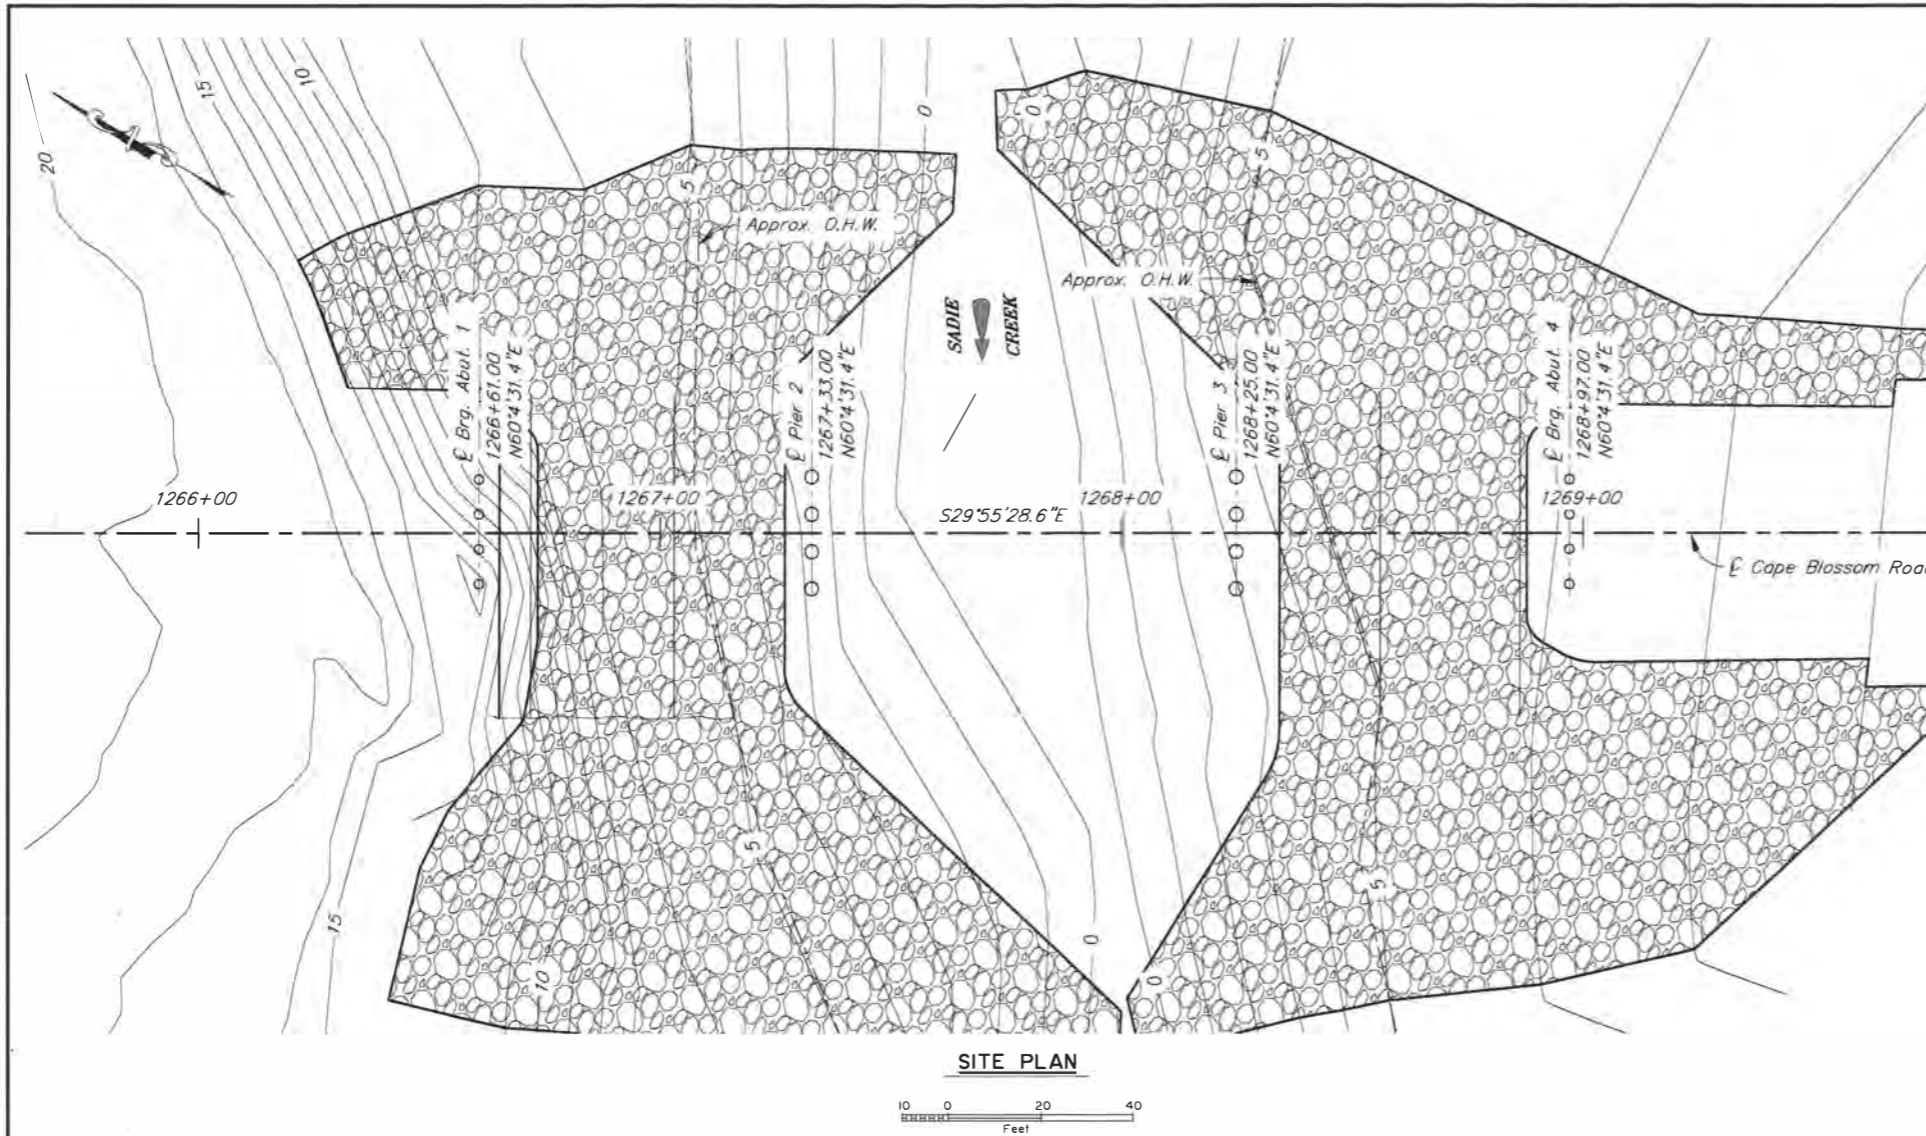 15
10
20
0
0
5
5
Approx. O.H.W.
Approx. O.H.W.
SADIE
CREEK
℄ Brg. Abut. 1
1266+61.00
N60°4'31.4"E
℄ Pier 2
1267+33.00
N60°4'31.4"E
℄ Pier 3
1268+25.00
N60°4'31.4"E
℄ Brg. Abut. 4
1268+97.00
N60°4'31.4"E
1266+00
1267+00
1268+00
1269+00
S29°55'28.6"E
℄ Cape Blossom Road
5
5
15
10
0
0
SITE PLAN
10 0 20 40
Feet